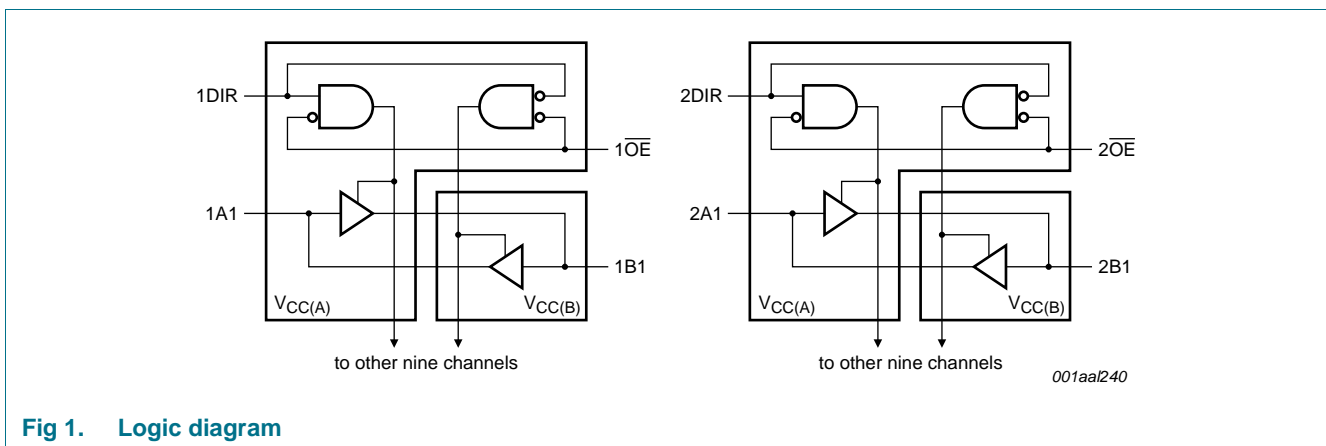 1DIR
1OE
1A1
1B1
VCC(A)
VCC(B)
to other nine channels
2DIR
2OE
2A1
2B1
VCC(A)
VCC(B)
to other nine channels
001aal240
Fig 1. Logic diagram